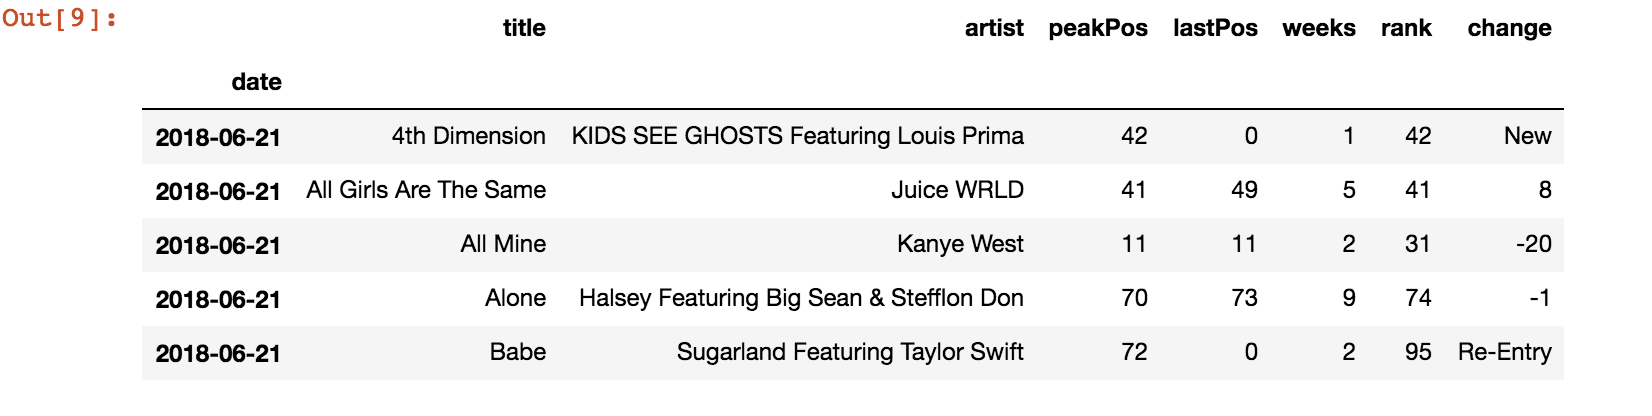 Out[9]:
title artist peakPos lastPos weeks rank change
date
2018-06-21 4th Dimension KIDS SEE GHOSTS Featuring Louis Prima 42 0 1 42 New
2018-06-21 All Girls Are The Same Juice WRLD 41 49 5 41 8
2018-06-21 All Mine Kanye West 11 11 2 31 -20
2018-06-21 Alone Halsey Featuring Big Sean & Stefflon Don 70 73 9 74 -1
2018-06-21 Babe Sugarland Featuring Taylor Swift 72 0 2 95 Re-Entry